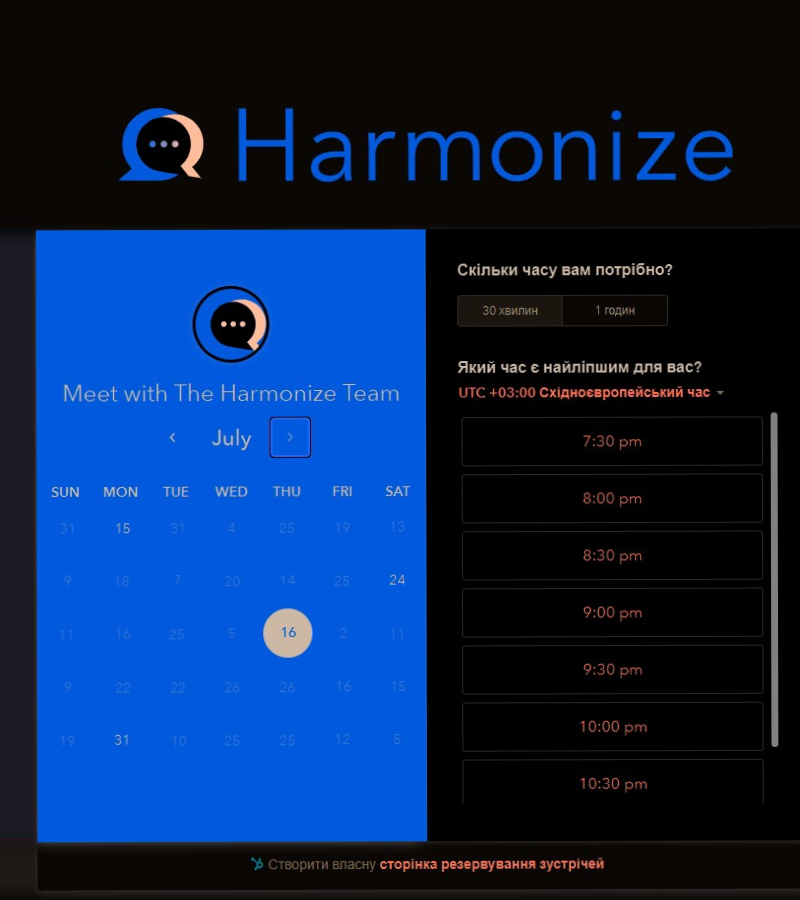 Harmonize
Meet with The Harmonize Team
July
SUN MON TUE WED THU FRI SAT
31 15 31 4 25 19 13
9 18 7 20 14 25 24
11 16 25 5 16 2 11
9 22 22 26 26 16 15
19 31 10 25 25 12 5
Скільки часу вам потрібно?
30 хвилин 1 годин
Який час є найліпшим для вас?
UTC +03:00 Східноєвропейський час
7:30 pm
8:00 pm
8:30 pm
9:00 pm
9:30 pm
10:00 pm
10:30 pm
Створити власну сторінка резервування зустрічей